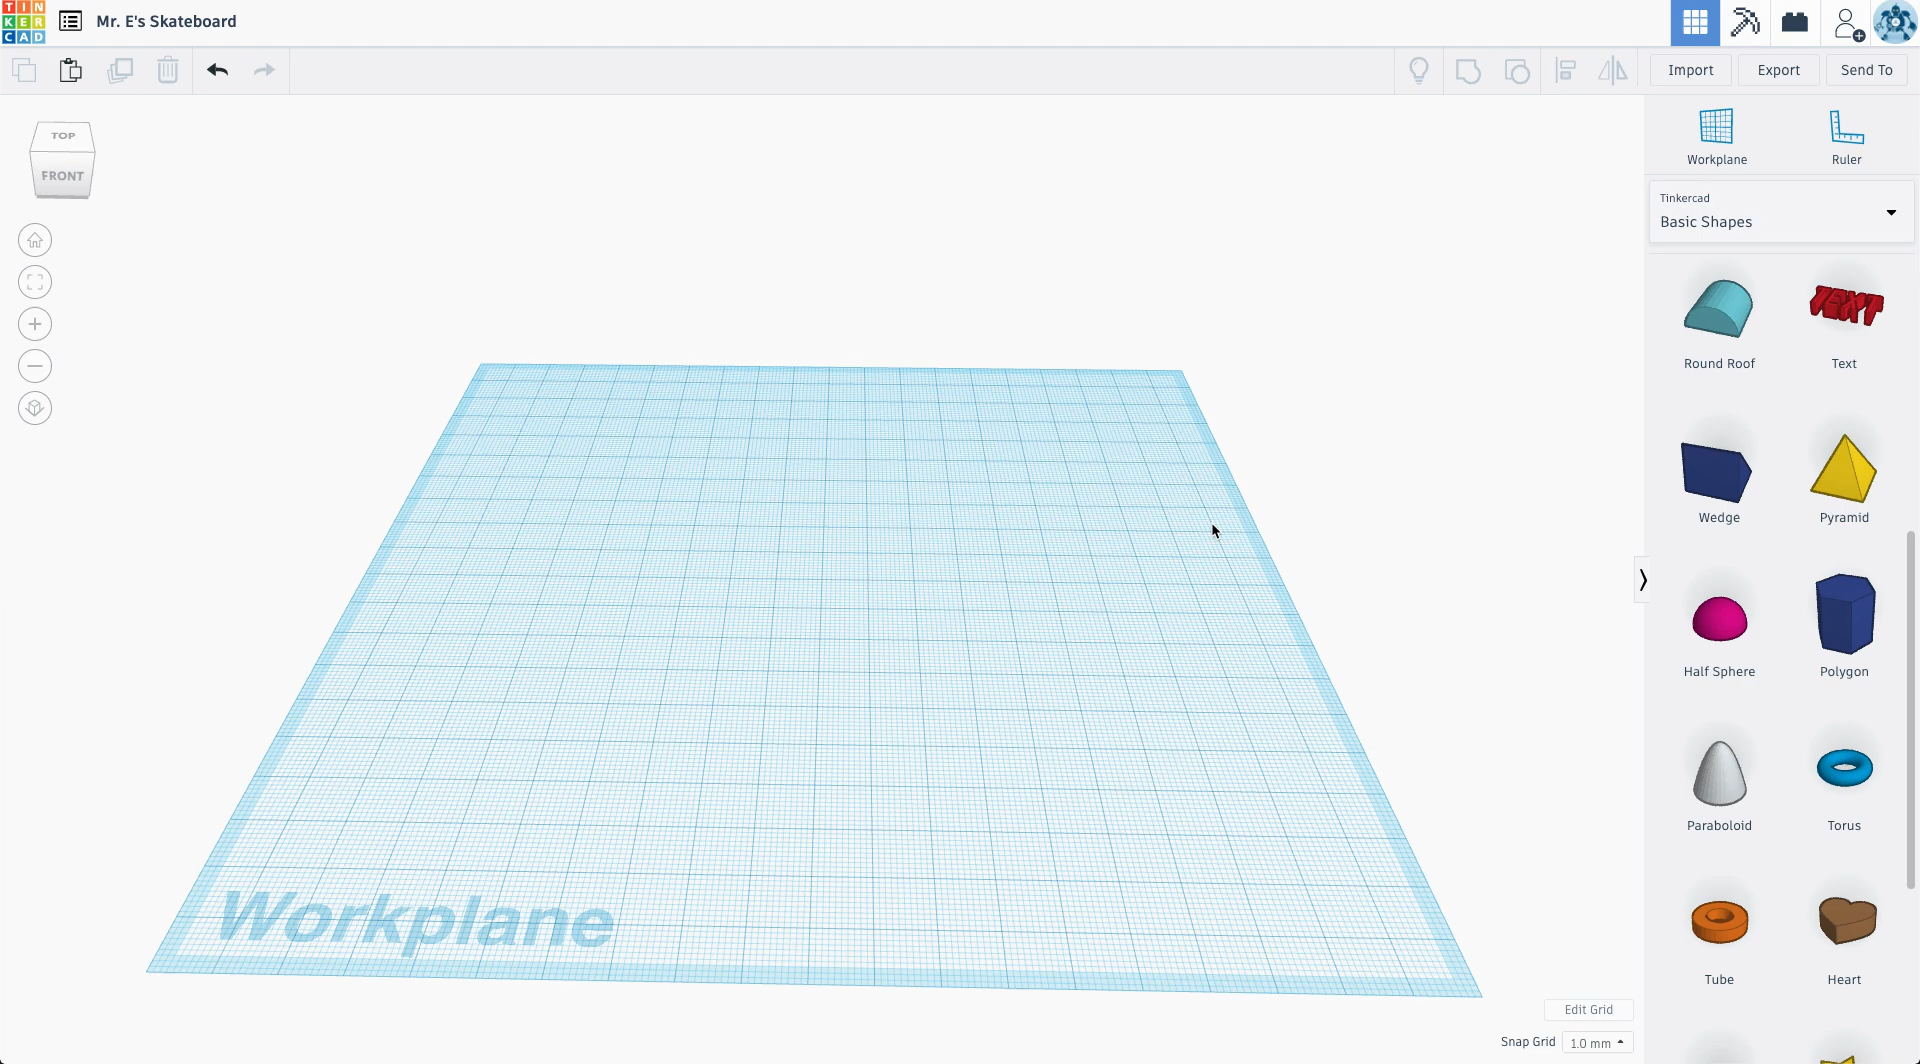 TIN
KER
CAD
Mr. E's Skateboard
Import
Export
Send To
TOP
FRONT
Workplane
Ruler
Tinkercad
Basic Shapes
Round Roof
TEXT
Text
Wedge
Pyramid
Half Sphere
Polygon
Paraboloid
Torus
Tube
Heart
Workplane
Edit Grid
Snap Grid
1.0 mm